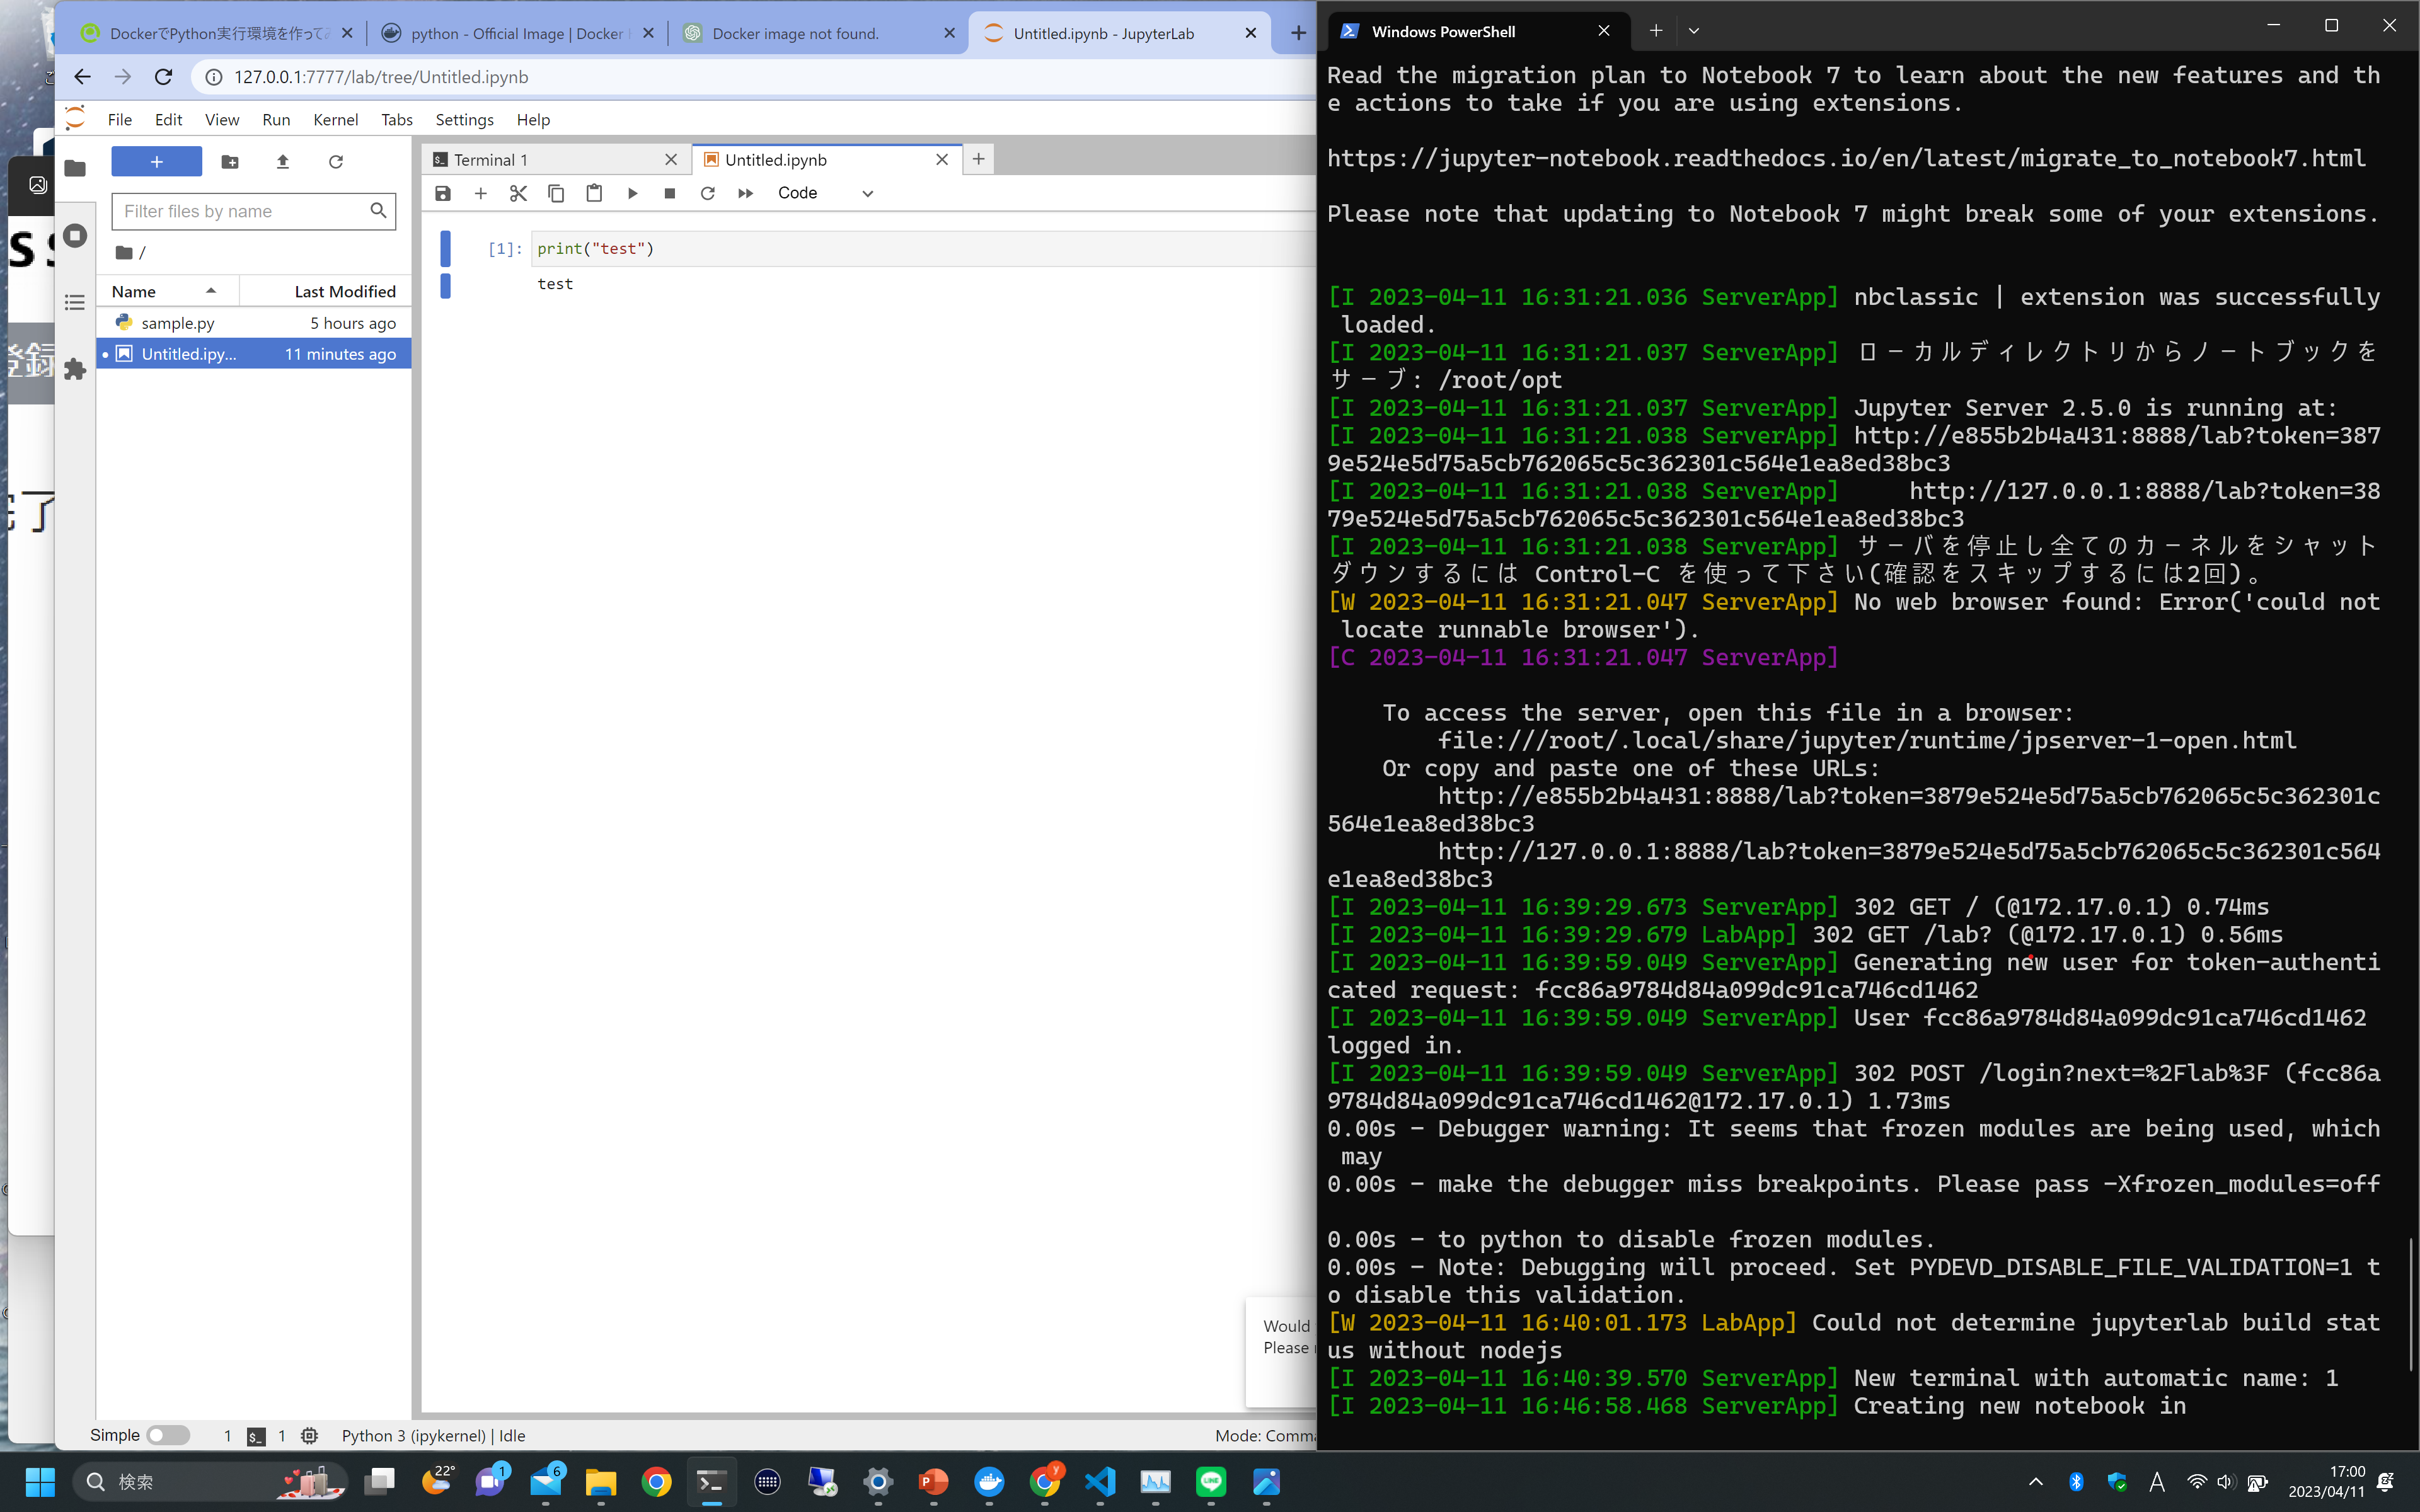 DockerでPython実行環境を作ってみ
python - Official Image | Docker
Docker image not found.
Untitled.ipynb - JupyterLab
127.0.0.1:7777/lab/tree/Untitled.ipynb
File Edit View Run Kernel Tabs Settings Help
Terminal 1
Untitled.ipynb
Code
Filter files by name
/
Name Last Modified
sample.py 5 hours ago
Untitled.ipy... 11 minutes ago
[1]: print("test")
test
Would
Please
Simple 1 1 Python 3 (ipykernel) | Idle
Mode: Comma
Windows PowerShell
Read the migration plan to Notebook 7 to learn about the new features and th
e actions to take if you are using extensions.
https://jupyter-notebook.readthedocs.io/en/latest/migrate_to_notebook7.html
Please note that updating to Notebook 7 might break some of your extensions.
[I 2023-04-11 16:31:21.036 ServerApp] nbclassic | extension was successfully
loaded.
[I 2023-04-11 16:31:21.037 ServerApp] ローカルディレクトリからノートブックを
サーブ: /root/opt
[I 2023-04-11 16:31:21.037 ServerApp] Jupyter Server 2.5.0 is running at:
[I 2023-04-11 16:31:21.038 ServerApp] http://e855b2b4a431:8888/lab?token=387
9e524e5d75a5cb762065c5c362301c564e1ea8ed38bc3
[I 2023-04-11 16:31:21.038 ServerApp]     http://127.0.0.1:8888/lab?token=38
79e524e5d75a5cb762065c5c362301c564e1ea8ed38bc3
[I 2023-04-11 16:31:21.038 ServerApp] サーバを停止し全てのカーネルをシャット
ダウンするには Control-C を使って下さい(確認をスキップするには2回)。
[W 2023-04-11 16:31:21.047 ServerApp] No web browser found: Error('could not
locate runnable browser').
[C 2023-04-11 16:31:21.047 ServerApp]
To access the server, open this file in a browser:
file:///root/.local/share/jupyter/runtime/jpserver-1-open.html
Or copy and paste one of these URLs:
http://e855b2b4a431:8888/lab?token=3879e524e5d75a5cb762065c5c362301c
564e1ea8ed38bc3
http://127.0.0.1:8888/lab?token=3879e524e5d75a5cb762065c5c362301c564
e1ea8ed38bc3
[I 2023-04-11 16:39:29.673 ServerApp] 302 GET / (@172.17.0.1) 0.74ms
[I 2023-04-11 16:39:29.679 LabApp] 302 GET /lab? (@172.17.0.1) 0.56ms
[I 2023-04-11 16:39:59.049 ServerApp] Generating new user for token-authenti
cated request: fcc86a9784d84a099dc91ca746cd1462
[I 2023-04-11 16:39:59.049 ServerApp] User fcc86a9784d84a099dc91ca746cd1462
logged in.
[I 2023-04-11 16:39:59.049 ServerApp] 302 POST /login?next=%2Flab%3F (fcc86a
9784d84a099dc91ca746cd1462@172.17.0.1) 1.73ms
0.00s - Debugger warning: It seems that frozen modules are being used, which
may
0.00s - make the debugger miss breakpoints. Please pass -Xfrozen_modules=off
0.00s - to python to disable frozen modules.
0.00s - Note: Debugging will proceed. Set PYDEVD_DISABLE_FILE_VALIDATION=1 t
o disable this validation.
[W 2023-04-11 16:40:01.173 LabApp] Could not determine jupyterlab build stat
us without nodejs
[I 2023-04-11 16:40:39.570 ServerApp] New terminal with automatic name: 1
[I 2023-04-11 16:46:58.468 ServerApp] Creating new notebook in
検索
22°
1
6
17:00
2023/04/11